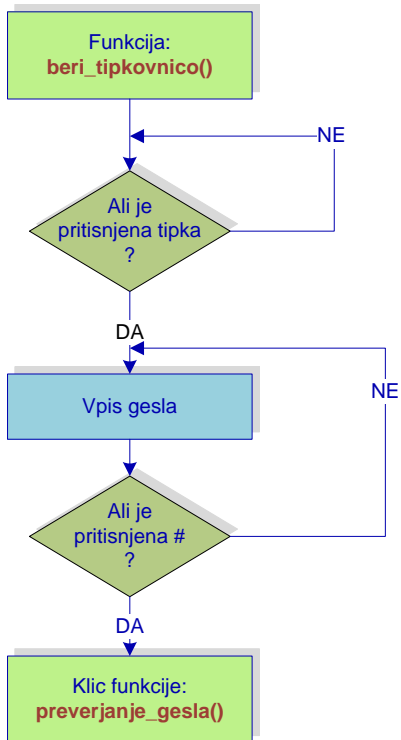 Funkcija:
beri_tipkovnico()
NE
Ali je
pritisnjena tipka
?
DA
NE
Vpis gesla
Ali je
pritisnjena #
?
DA
Klic funkcije:
preverjanje_gesla()